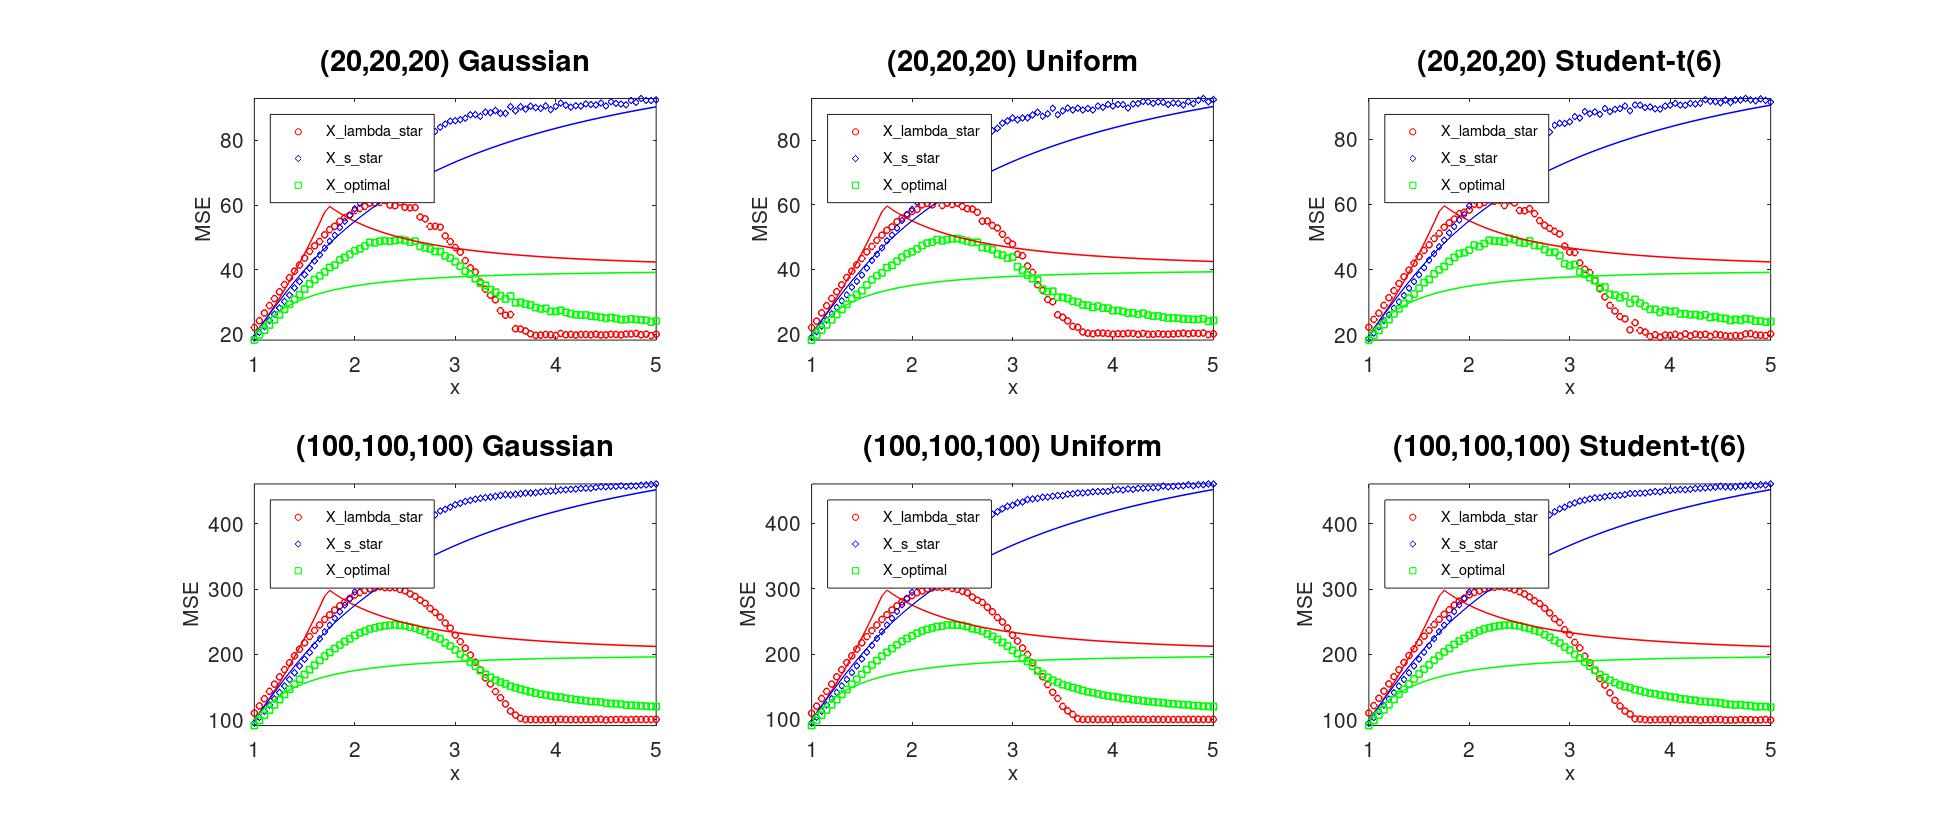 (20,20,20) Gaussian
MSE
80
60
40
20
X_lambda_star
X_s_star
X_optimal
1 2 3 4 5
x
(20,20,20) Uniform
MSE
80
60
40
20
X_lambda_star
X_s_star
X_optimal
1 2 3 4 5
x
(20,20,20) Student-t(6)
MSE
80
60
40
20
X_lambda_star
X_s_star
X_optimal
1 2 3 4 5
x
(100,100,100) Gaussian
MSE
400
300
200
100
X_lambda_star
X_s_star
X_optimal
1 2 3 4 5
x
(100,100,100) Uniform
MSE
400
300
200
100
X_lambda_star
X_s_star
X_optimal
1 2 3 4 5
x
(100,100,100) Student-t(6)
MSE
400
300
200
100
X_lambda_star
X_s_star
X_optimal
1 2 3 4 5
x